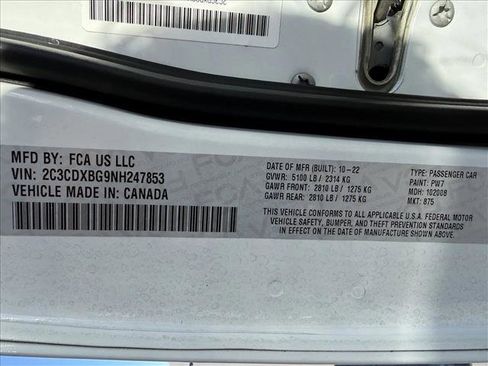 MFD BY: FCA US LLC
VIN: 2C3CDXBG9NH247853
VEHICLE MADE IN: CANADA
DATE OF MFR (BUILT): 10-22
GVWR: 5100 LB / 2314 KG
GAWR FRONT: 2810 LB / 1275 KG
GAWR REAR: 2810 LB / 1275 KG
TYPE: PASSENGER CAR
PAINT: PW7
MDH: 102008
MKT: 875
THIS VEHICLE CONFORMS TO ALL APPLICABLE U.S.A. FEDERAL MOTOR
VEHICLE SAFETY, BUMPER, AND THEFT PREVENTION STANDARDS
IN EFFECT ON THE DATE OF MANUFACTURE SHOWN ABOVE.